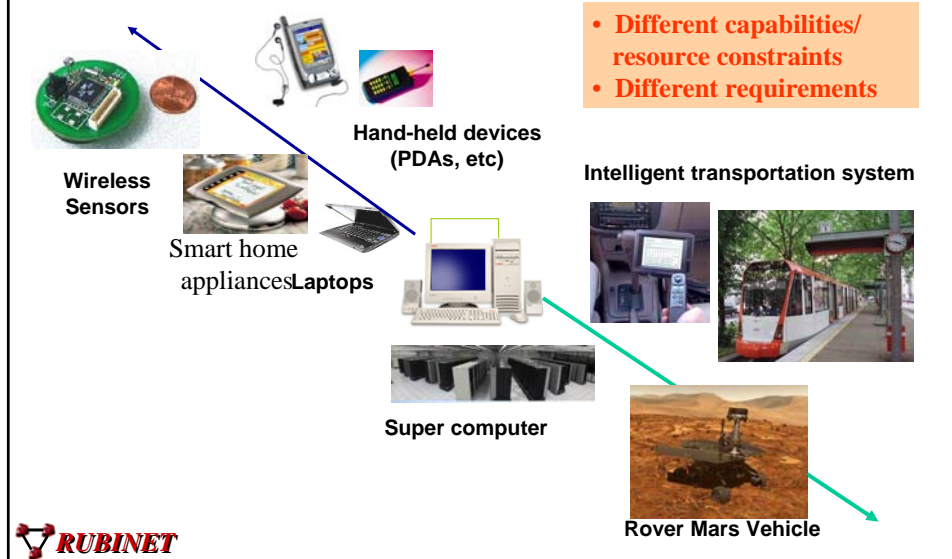 • Different capabilities/
resource constraints
• Different requirements
Hand-held devices
(PDAs, etc)
Intelligent transportation system
Wireless
Sensors
Smart home
appliances
Laptops
Super computer
Rover Mars Vehicle
RUBINET